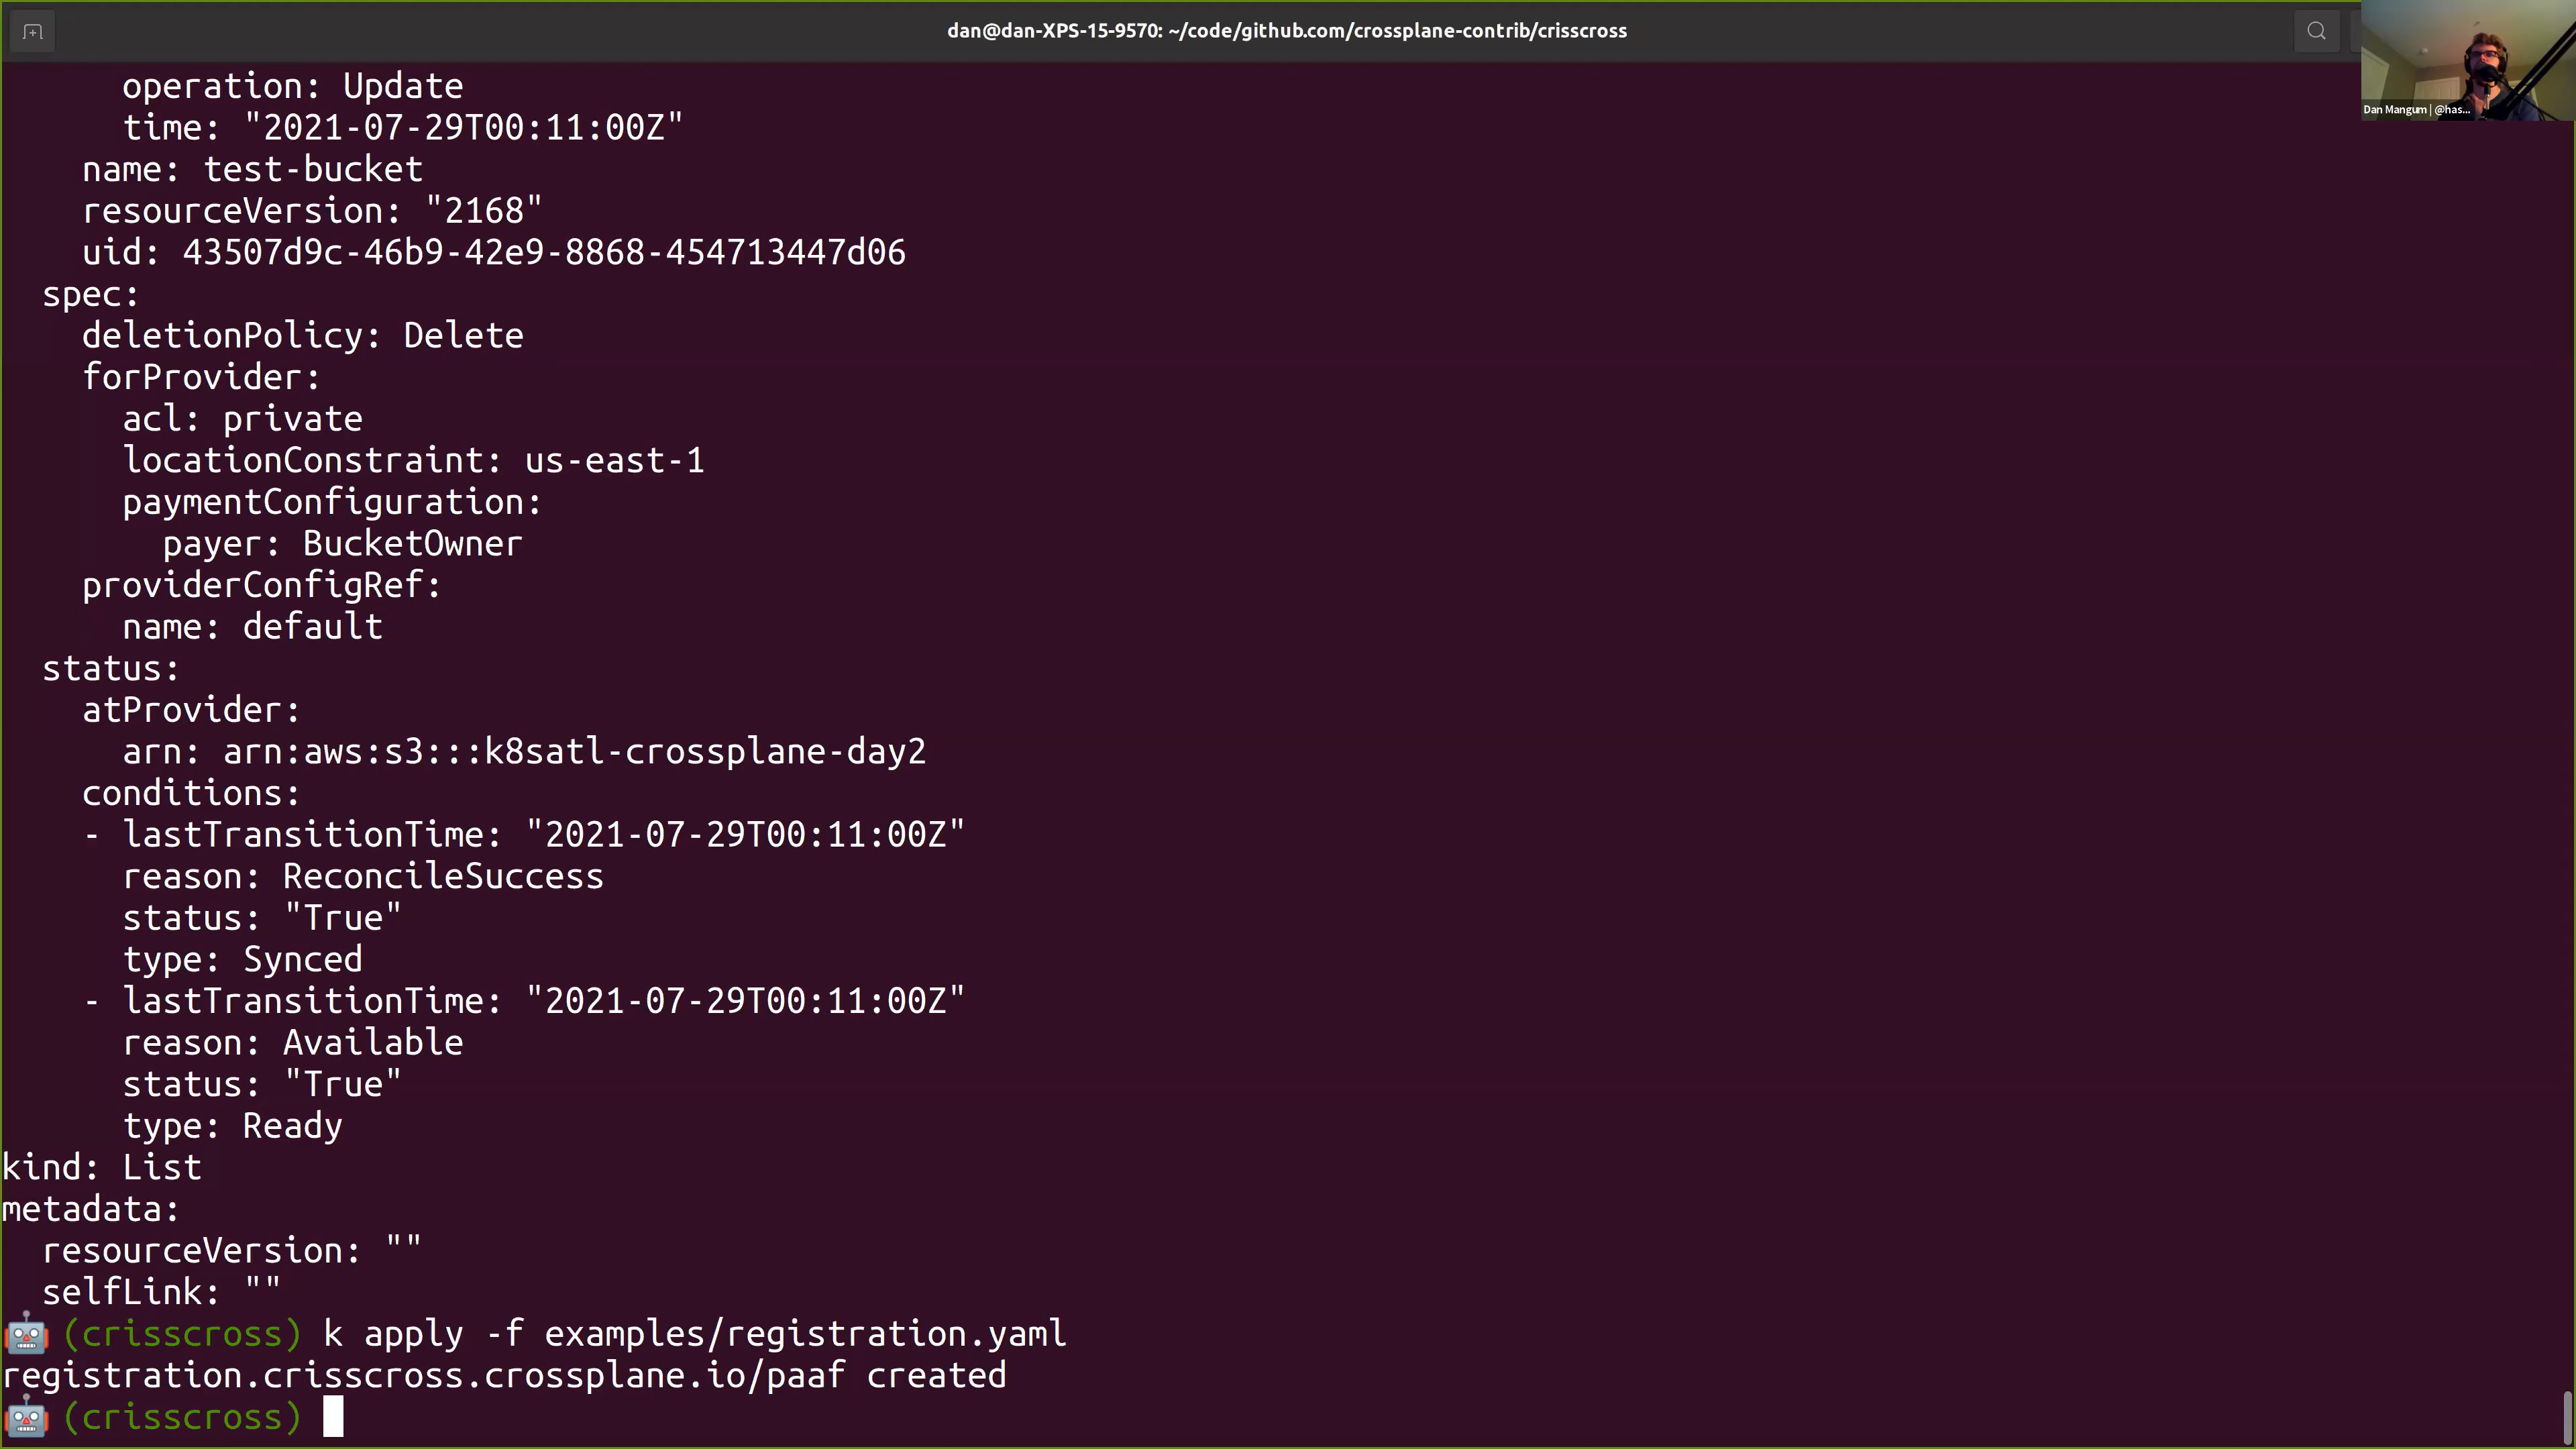 dan@dan-XPS-15-9570: ~/code/github.com/crossplane-contrib/crisscross
Dan Mangum | @has...
operation: Update
time: "2021-07-29T00:11:00Z"
name: test-bucket
resourceVersion: "2168"
uid: 43507d9c-46b9-42e9-8868-454713447d06
spec:
deletionPolicy: Delete
forProvider:
acl: private
locationConstraint: us-east-1
paymentConfiguration:
payer: BucketOwner
providerConfigRef:
name: default
status:
atProvider:
arn: arn:aws:s3:::k8satl-crossplane-day2
conditions:
- lastTransitionTime: "2021-07-29T00:11:00Z"
reason: ReconcileSuccess
status: "True"
type: Synced
- lastTransitionTime: "2021-07-29T00:11:00Z"
reason: Available
status: "True"
type: Ready
kind: List
metadata:
resourceVersion: ""
selfLink: ""
(crisscross) k apply -f examples/registration.yaml
registration.crisscross.crossplane.io/paaf created
(crisscross)